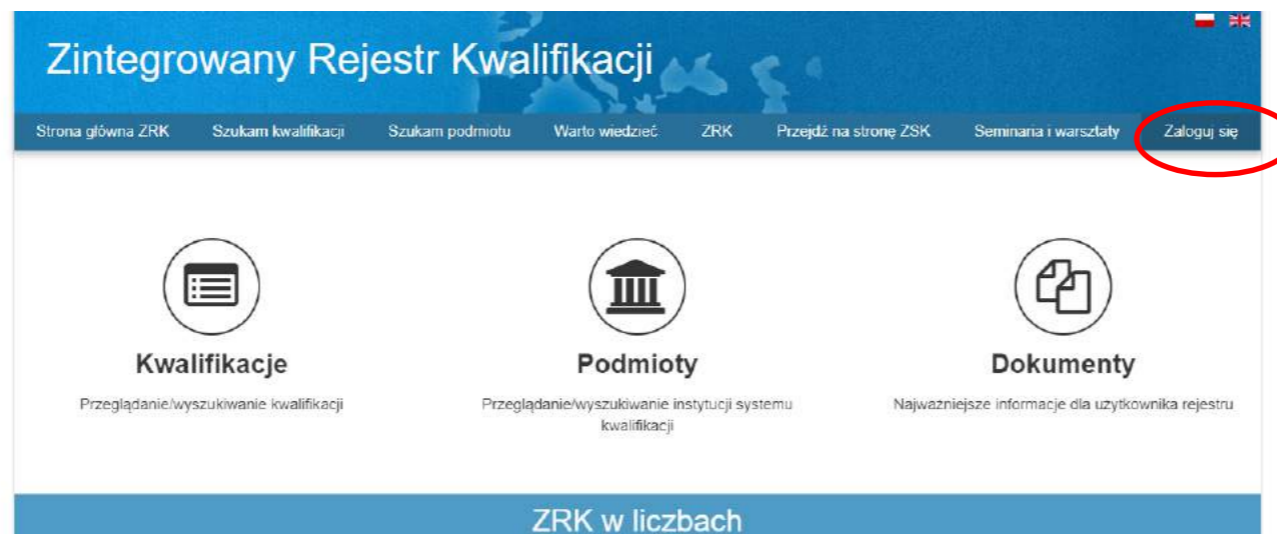 Zintegrowany Rejestr Kwalifikacji
Strona główna ZRK Szukam kwalifikacji Szukam podmiotu Warto wiedzieć ZRK Przejdź na stronę ZSK Seminaria i warsztaty Zaloguj się
Kwalifikacje Podmioty Dokumenty
Przeglądanie/wyszukiwanie kwalifikacji Przeglądanie/wyszukiwanie instytucji systemu Najważniejsze informacje dla użytkownika rejestru
kwalifikacji
ZRK w liczbach